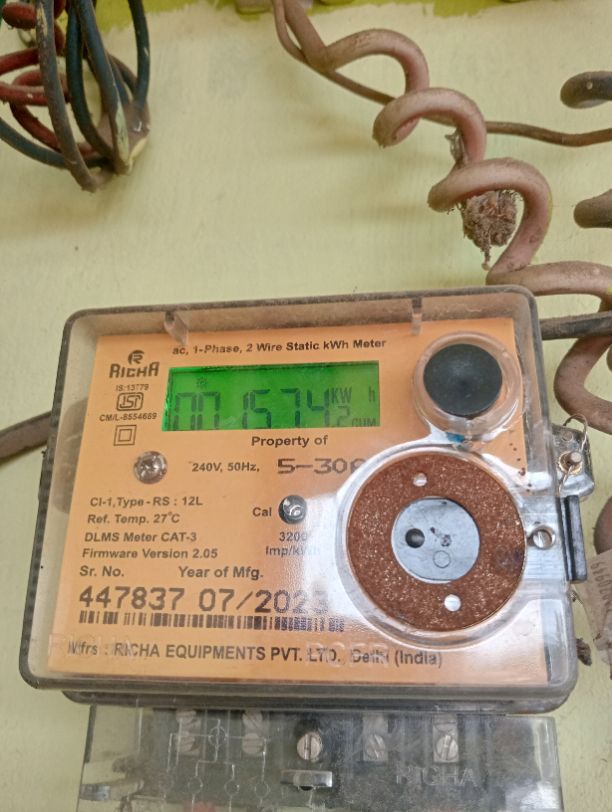 ac, 1-Phase, 2 Wire Static kWh Meter
RICHA
IS:13779
ISI
CM/L-8554669
KW h
CUM
Property of
240V, 50Hz, 5-30A
Cl-1, Type - RS : 12L
Ref. Temp. 27°C
Cal
DLMS Meter CAT-3
3200
Firmware Version 2.05
Imp/kWh
Sr. No. Year of Mfg.
447837 07/2023
Mfrs : RICHA EQUIPMENTS PVT. LTD. Delhi (India)
RICHA